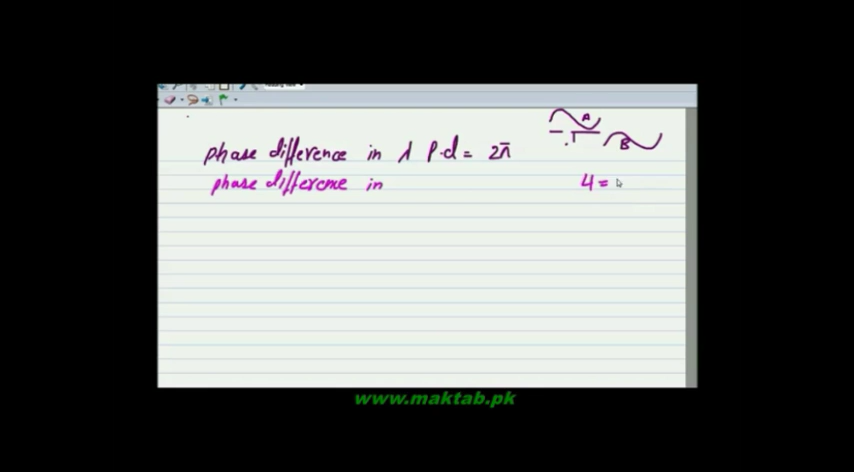 A
B
phase difference in λ P.d = 2π
phase difference in 4 =
www.maktab.pk